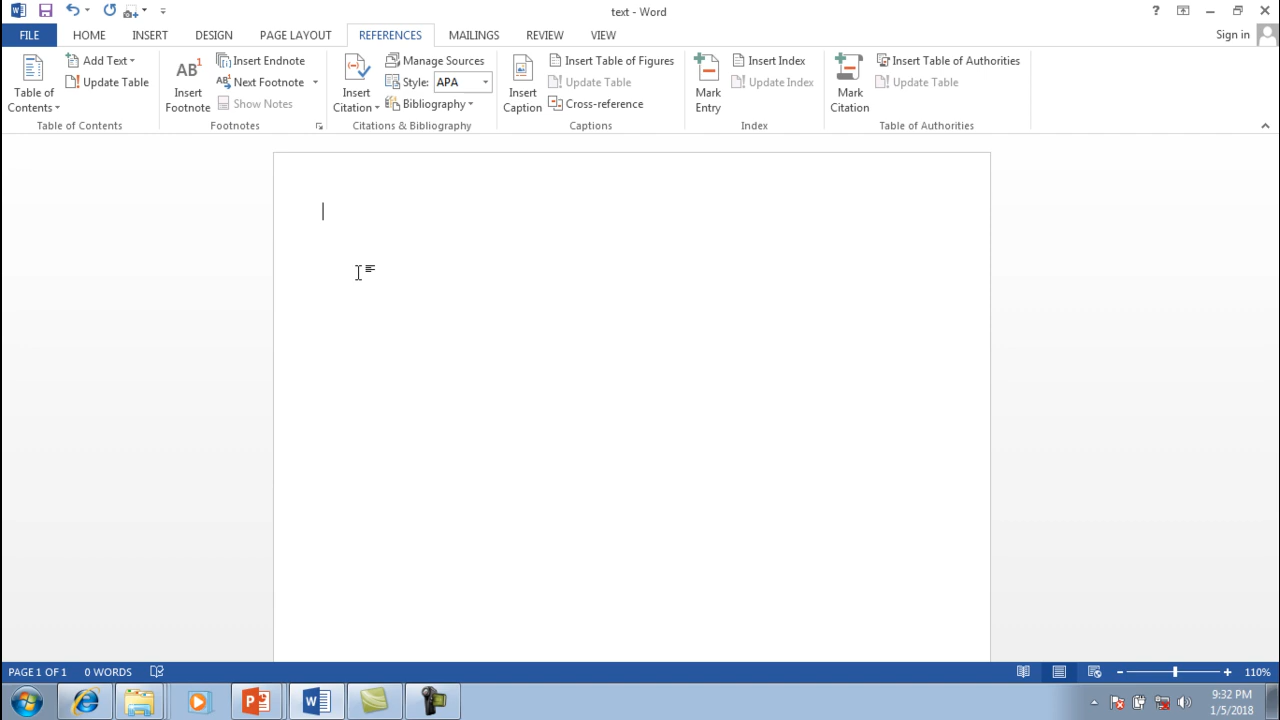 text - Word
?
FILE HOME INSERT DESIGN PAGE LAYOUT REFERENCES MAILINGS REVIEW VIEW Sign in
Table of Contents
Add Text
Update Table
Table of Contents
AB1
Insert Footnote
Insert Endnote
Next Footnote
Show Notes
Footnotes
Insert Citation
Manage Sources
Style: APA
Bibliography
Citations & Bibliography
Insert Caption
Insert Table of Figures
Update Table
Cross-reference
Captions
Mark Entry
Insert Index
Update Index
Index
Mark Citation
Insert Table of Authorities
Update Table
Table of Authorities
PAGE 1 OF 1 0 WORDS 110%
9:32 PM
1/5/2018